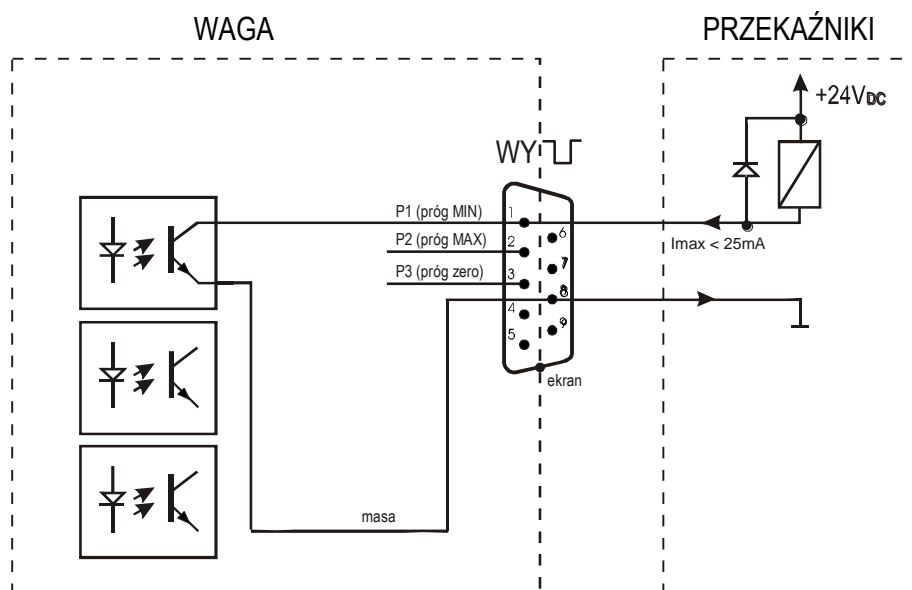 WAGA
PRZEKAŹNIKI
+24VDC
WY
P1 (próg MIN)
P2 (próg MAX)
P3 (próg zero)
1
2
3
4
5
6
7
8
9
Imax < 25mA
ekran
masa